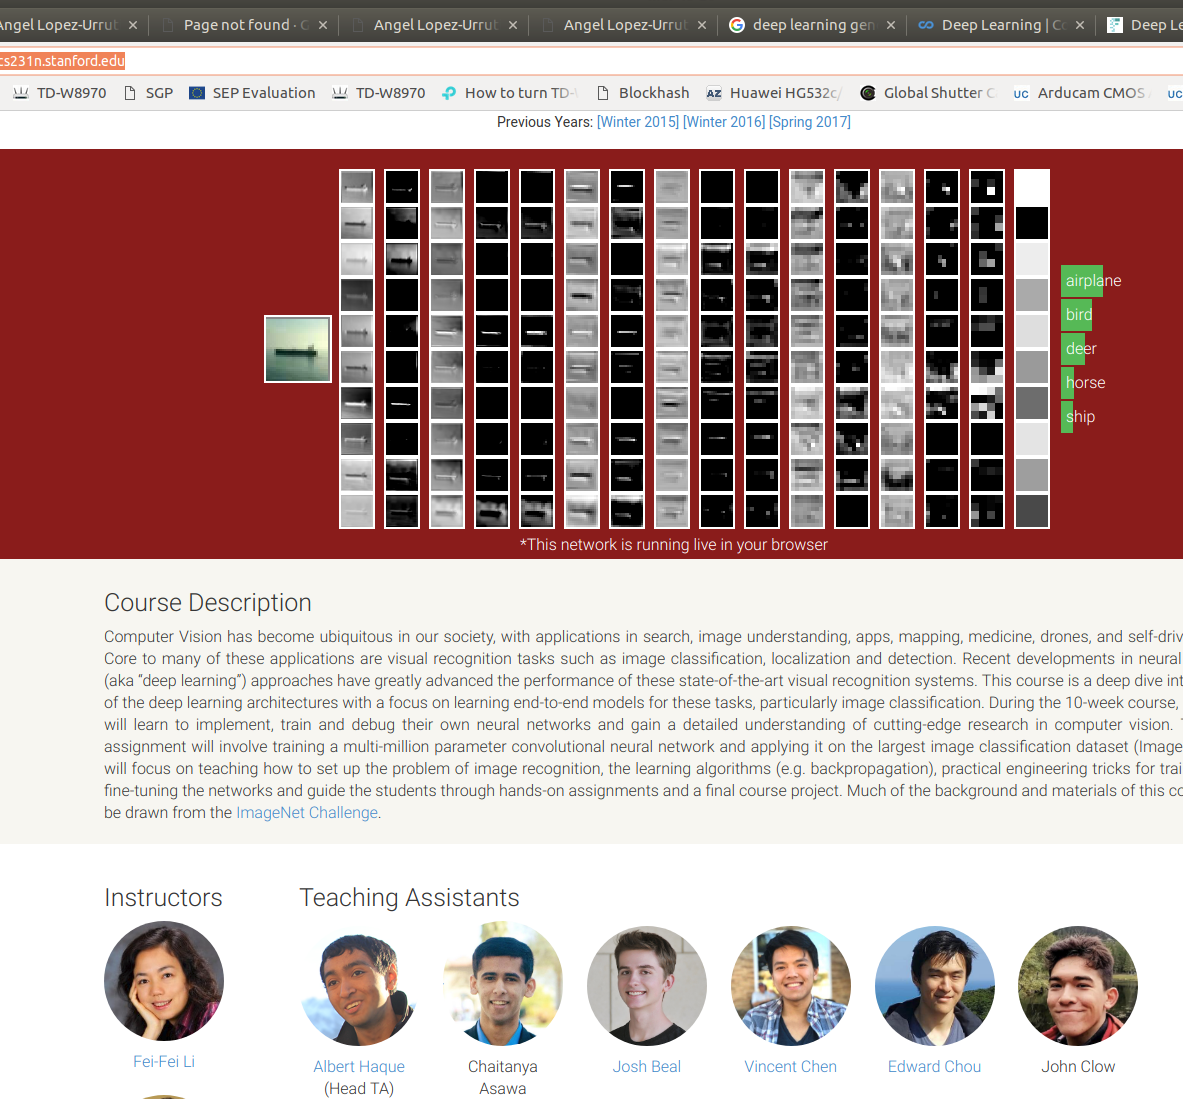 Angel Lopez-Urrut
Page not found · C
Angel Lopez-Urrut
Angel Lopez-Urrut
deep learning gen
Deep Learning | Co
Deep Le
cs231n.stanford.edu
TD-W8970
SGP
SEP Evaluation
TD-W8970
How to turn TD-
Blockhash
AZ
Huawei HG532c/
Global Shutter C
UC
Arducam CMOS
UC
Previous Years: [Winter 2015] [Winter 2016] [Spring 2017]
airplane
bird
deer
horse
ship
*This network is running live in your browser
Course Description
Computer Vision has become ubiquitous in our society, with applications in search, image understanding, apps, mapping, medicine, drones, and self-driv
Core to many of these applications are visual recognition tasks such as image classification, localization and detection. Recent developments in neural
(aka “deep learning”) approaches have greatly advanced the performance of these state-of-the-art visual recognition systems. This course is a deep dive int
of the deep learning architectures with a focus on learning end-to-end models for these tasks, particularly image classification. During the 10-week course,
will learn to implement, train and debug their own neural networks and gain a detailed understanding of cutting-edge research in computer vision.
assignment will involve training a multi-million parameter convolutional neural network and applying it on the largest image classification dataset (Image
will focus on teaching how to set up the problem of image recognition, the learning algorithms (e.g. backpropagation), practical engineering tricks for trai
fine-tuning the networks and guide the students through hands-on assignments and a final course project. Much of the background and materials of this co
be drawn from the ImageNet Challenge.
Instructors
Teaching Assistants
Fei-Fei Li
Albert Haque
(Head TA)
Chaitanya
Asawa
Josh Beal
Vincent Chen
Edward Chou
John Clow